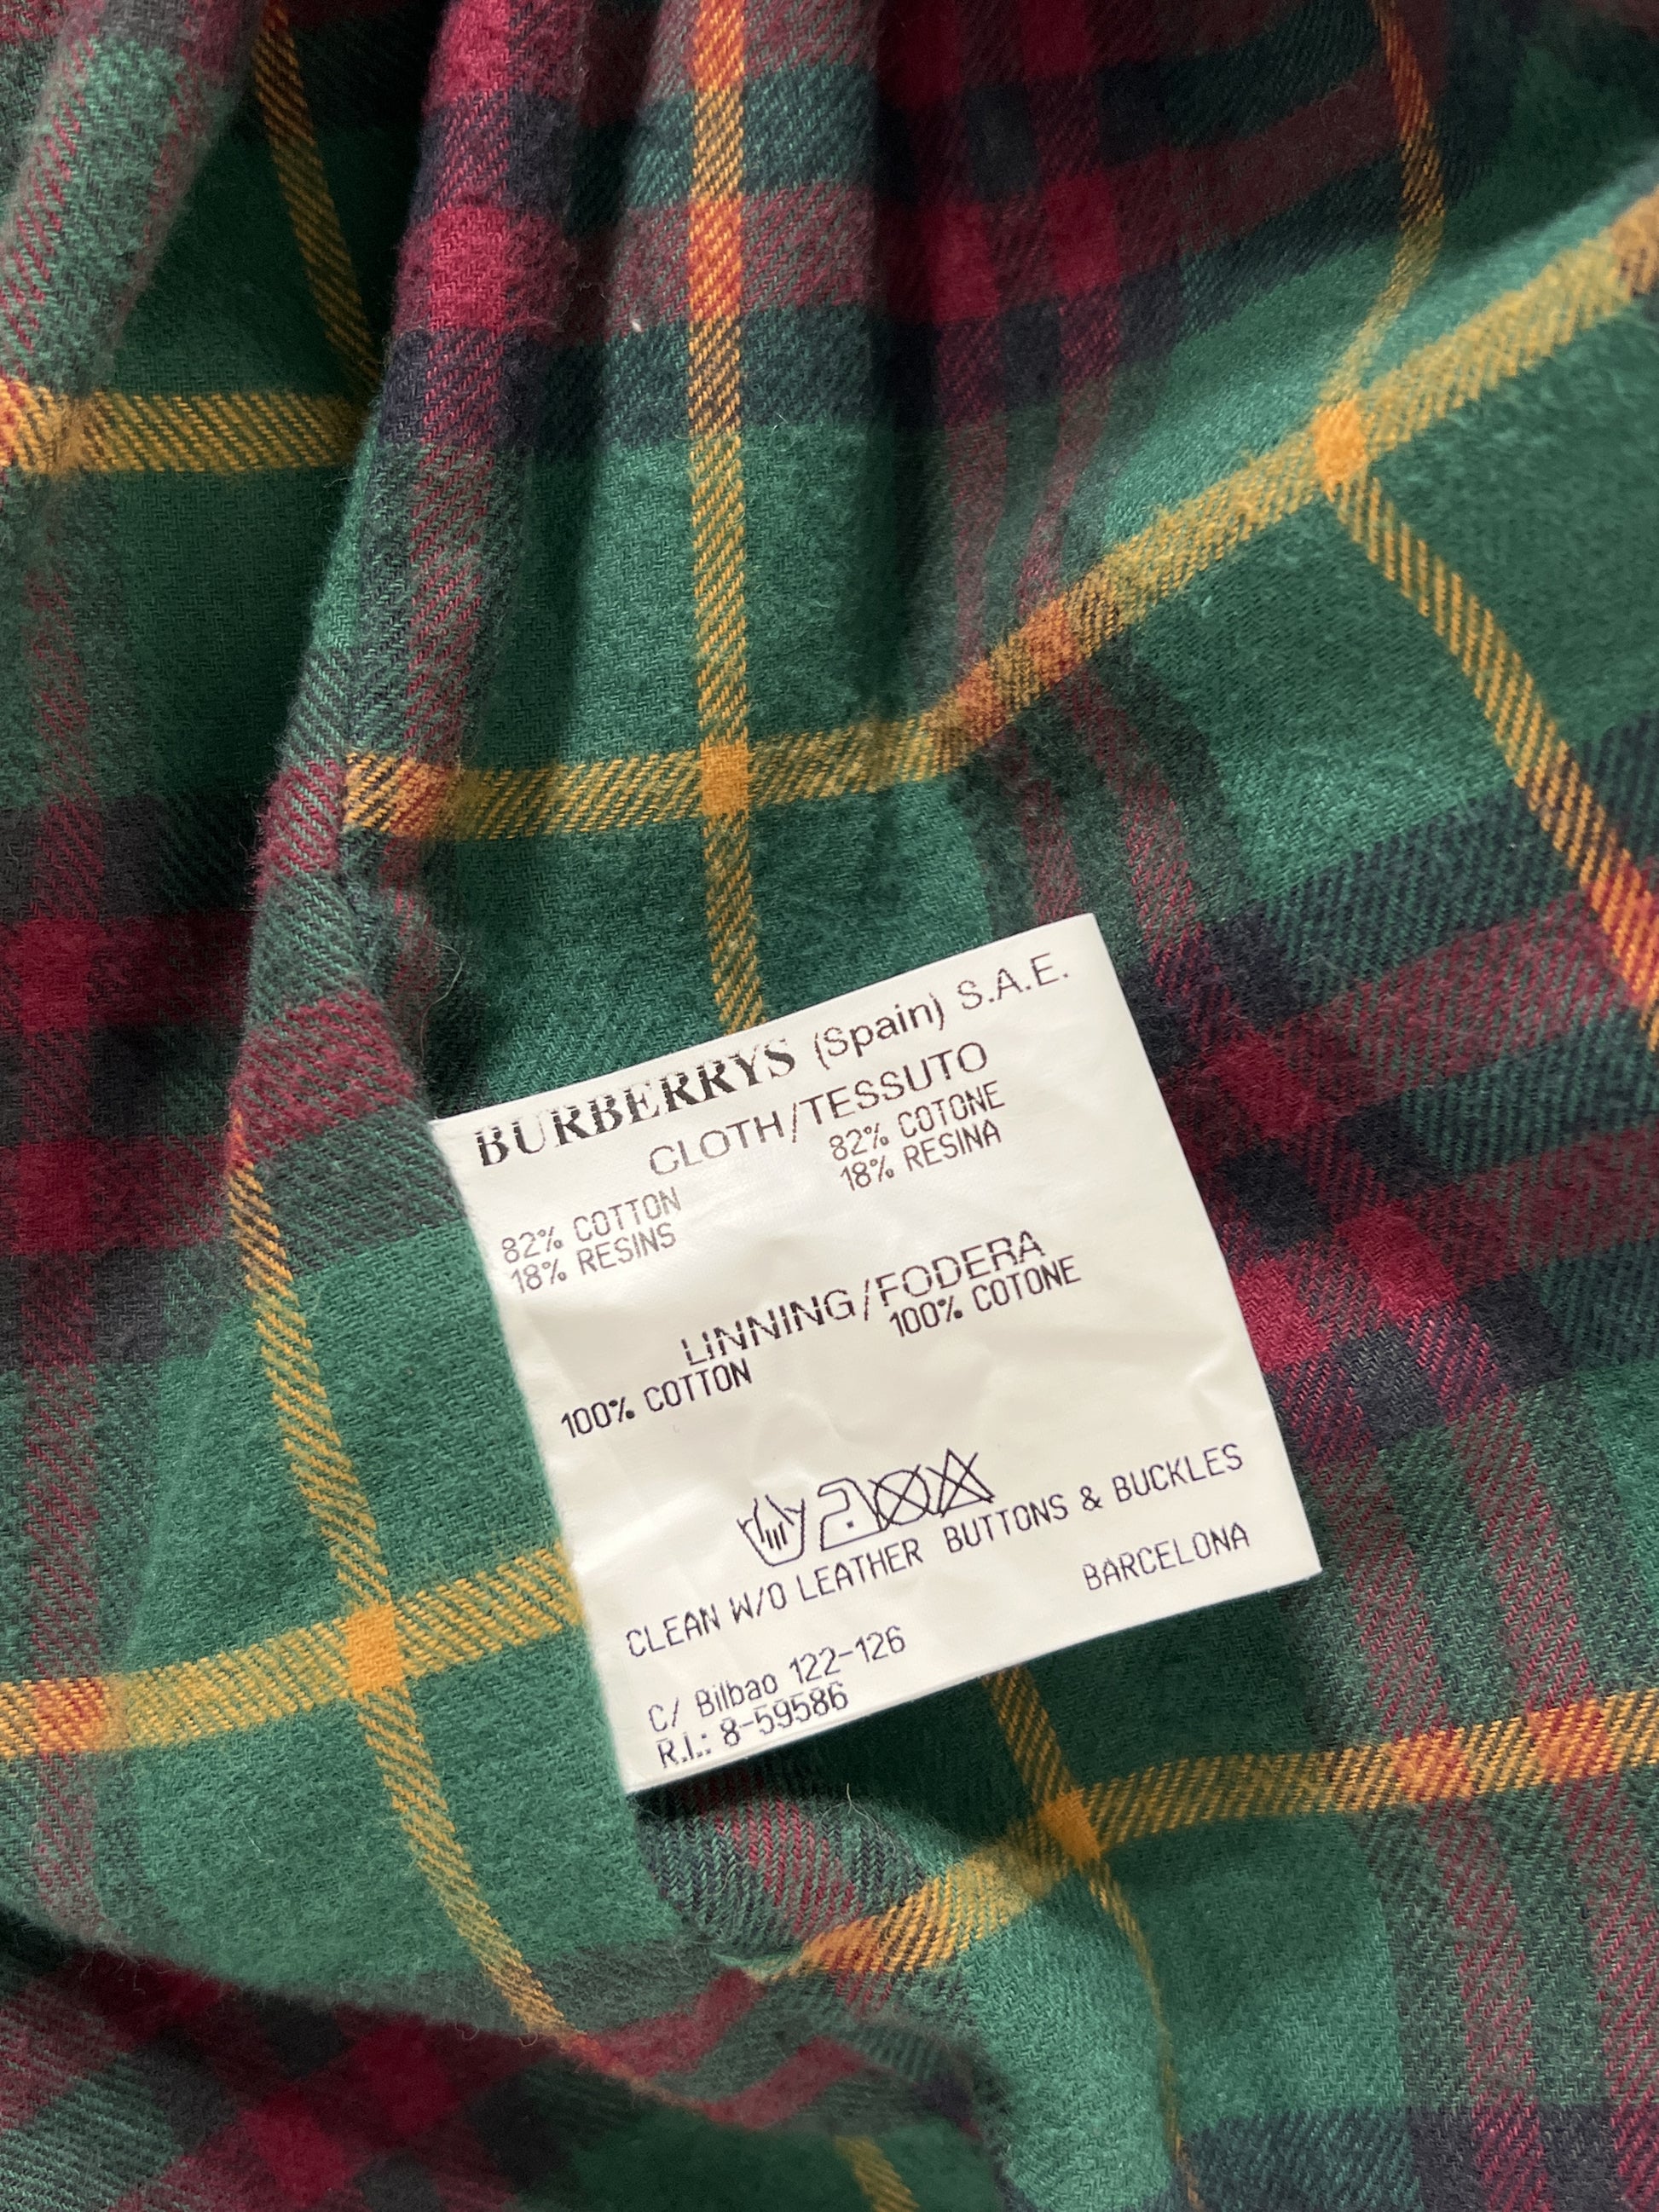 BURBERRYS (Spain) S.A.E.
CLOTH/TESSUTO
82% COTTON 82% COTONE
18% RESINS 18% RESINA
LINNING/FODERA
100% COTTON 100% COTONE
CLEAN W/O LEATHER BUTTONS & BUCKLES
C/ Bilbao 122-126 BARCELONA
R.I.: 8-59586